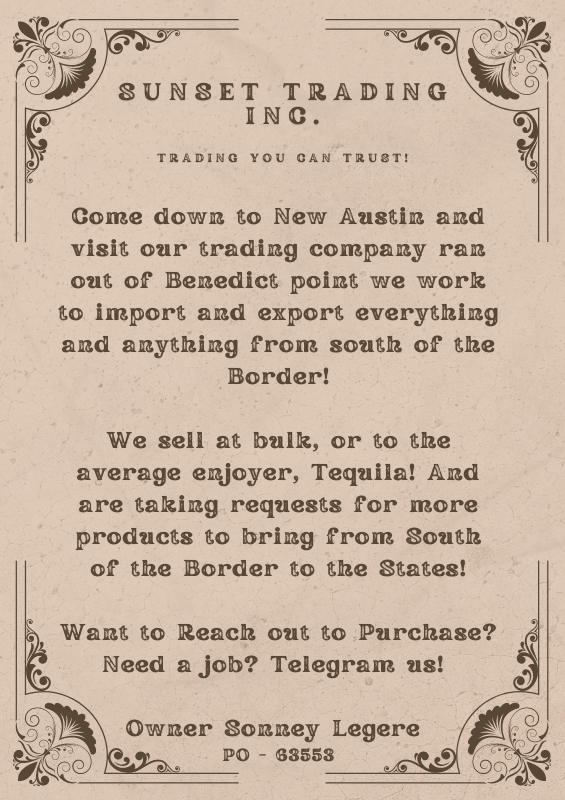 SUNSET TRADING
INC.
TRADING YOU CAN TRUST!
Come down to New Austin and
visit our trading company ran
out of Benedict point we work
to import and export everything
and anything from south of the
Border!
We sell at bulk, or to the
average enjoyer, Tequila! And
are taking requests for more
products to bring from South
of the Border to the States!
Want to Reach out to Purchase?
Need a job? Telegram us!
Owner Sonney Legere
PO - 63553